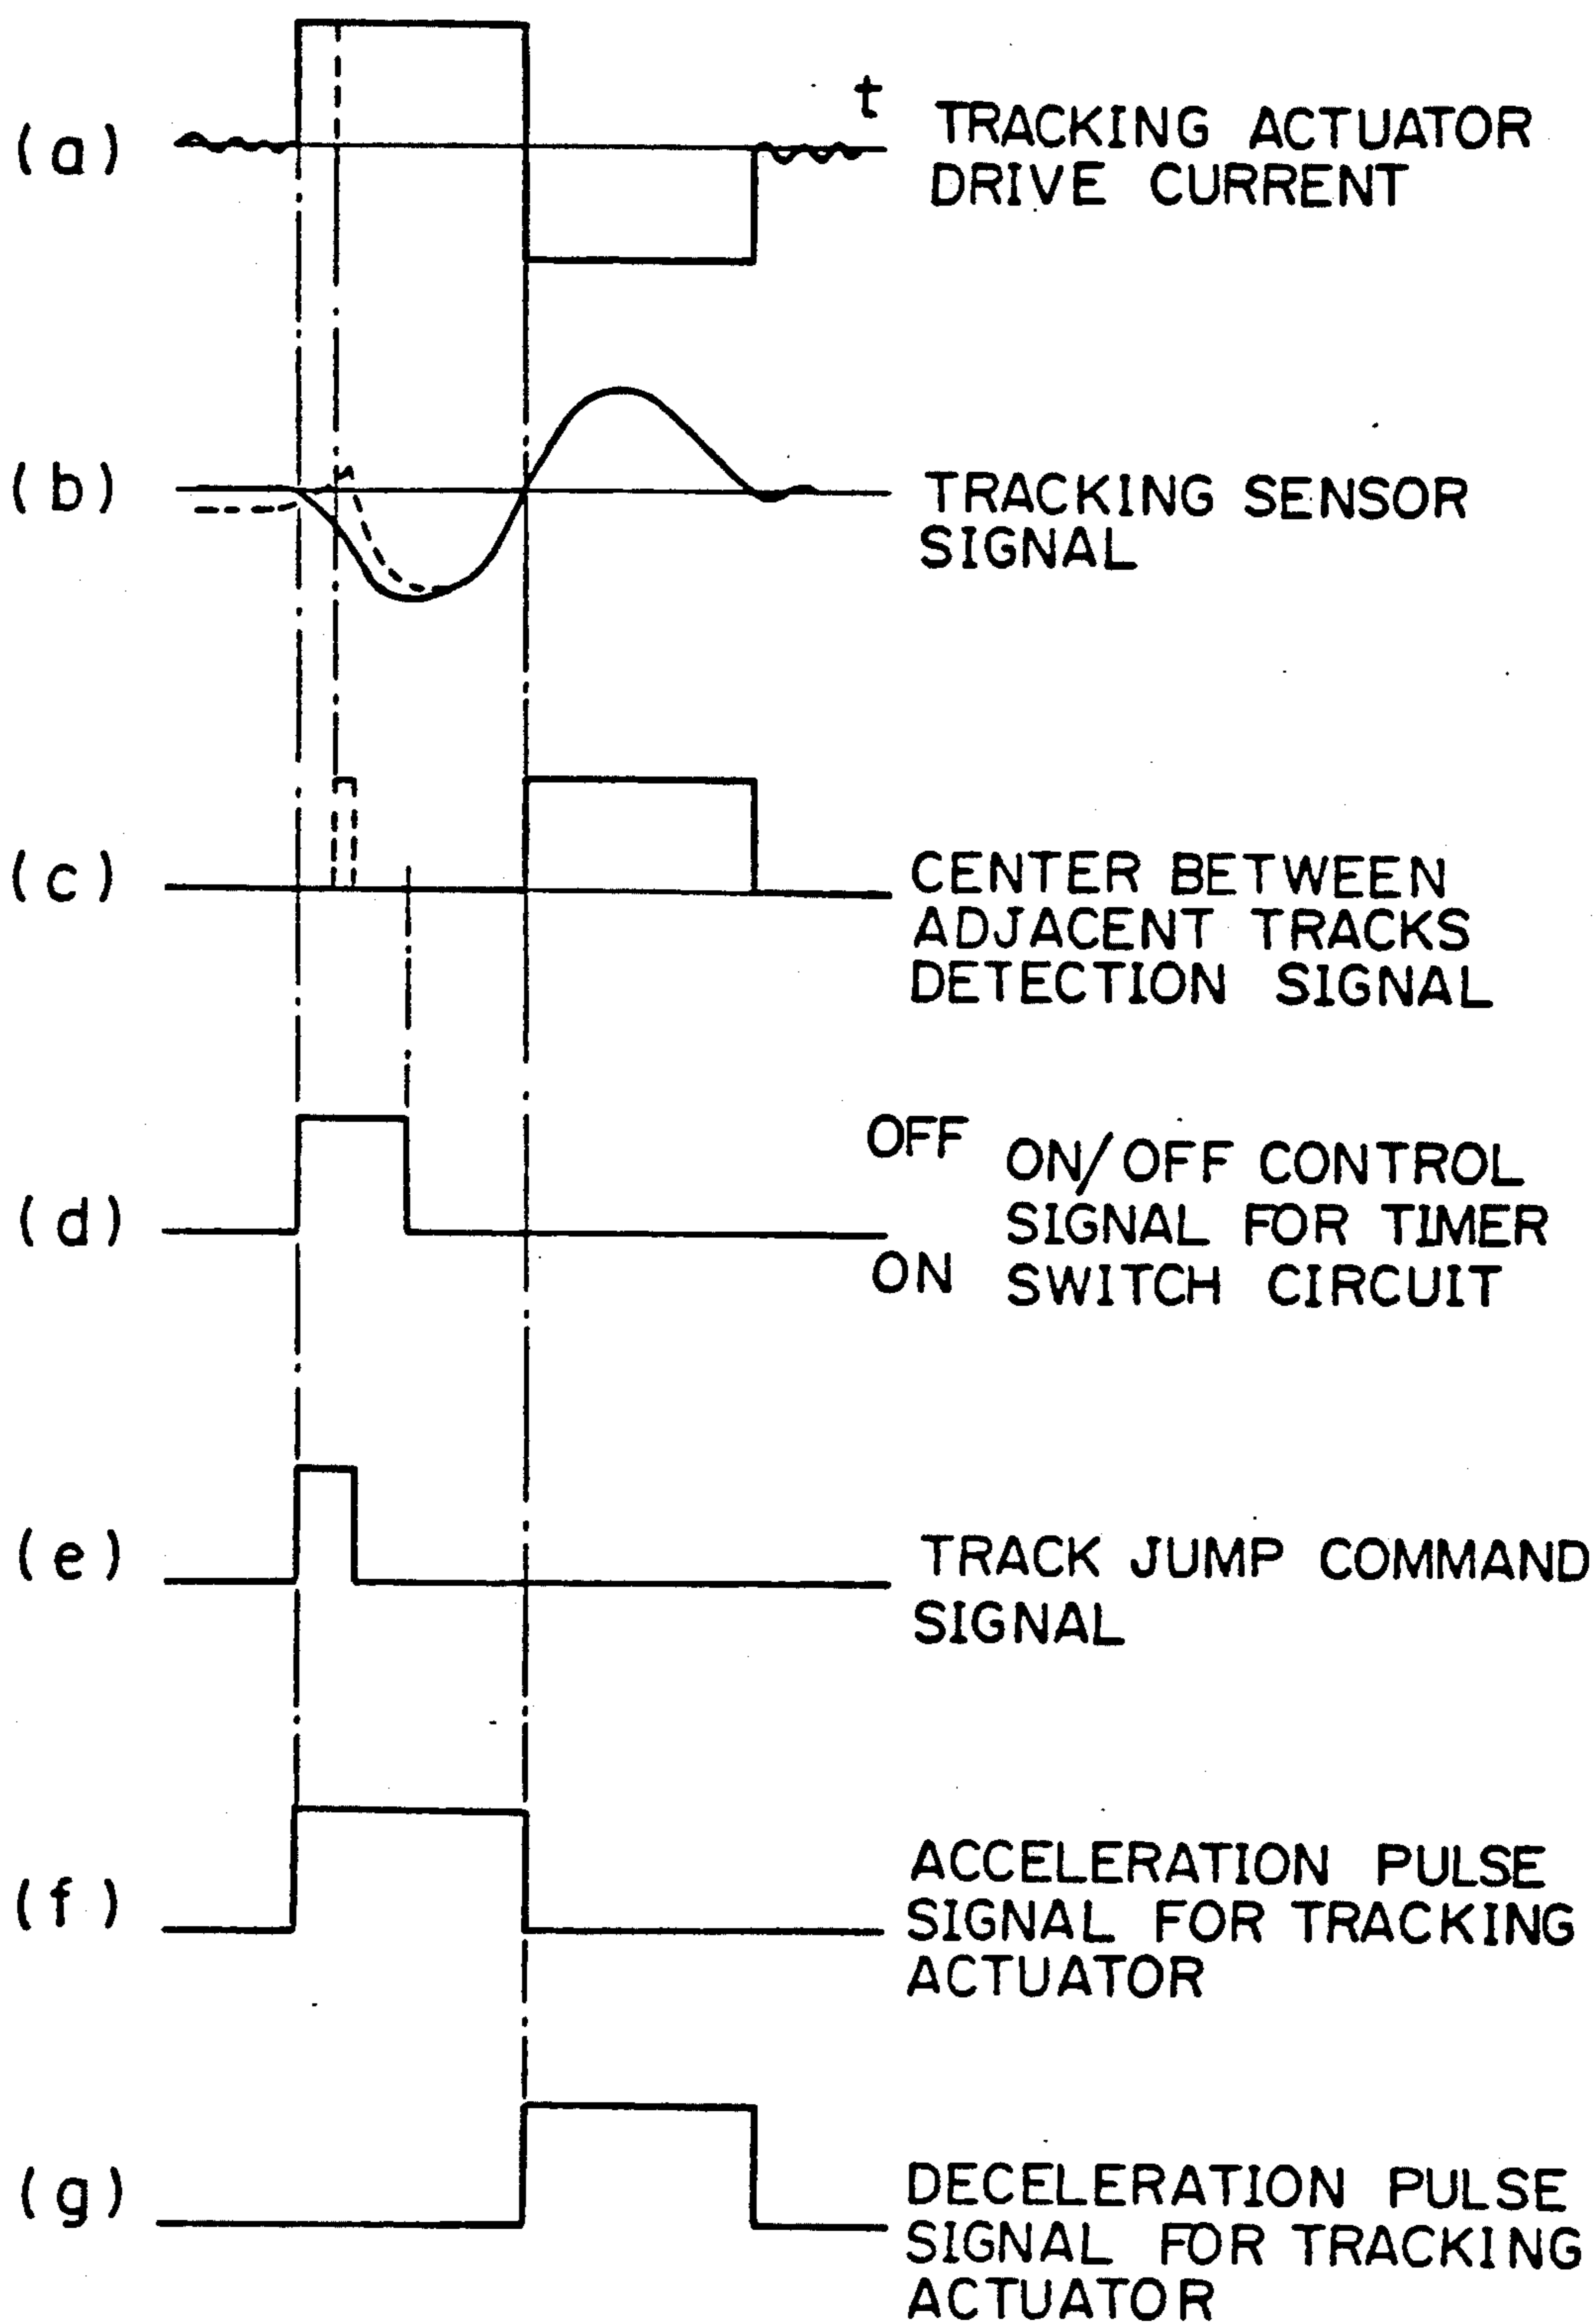 (a)
t
TRACKING ACTUATOR
DRIVE CURRENT
(b)
TRACKING SENSOR
SIGNAL
(c)
CENTER BETWEEN
ADJACENT TRACKS
DETECTION SIGNAL
(d)
OFF
ON
ON/OFF CONTROL
SIGNAL FOR TIMER
SWITCH CIRCUIT
(e)
TRACK JUMP COMMAND
SIGNAL
(f)
ACCELERATION PULSE
SIGNAL FOR TRACKING
ACTUATOR
(g)
DECELERATION PULSE
SIGNAL FOR TRACKING
ACTUATOR